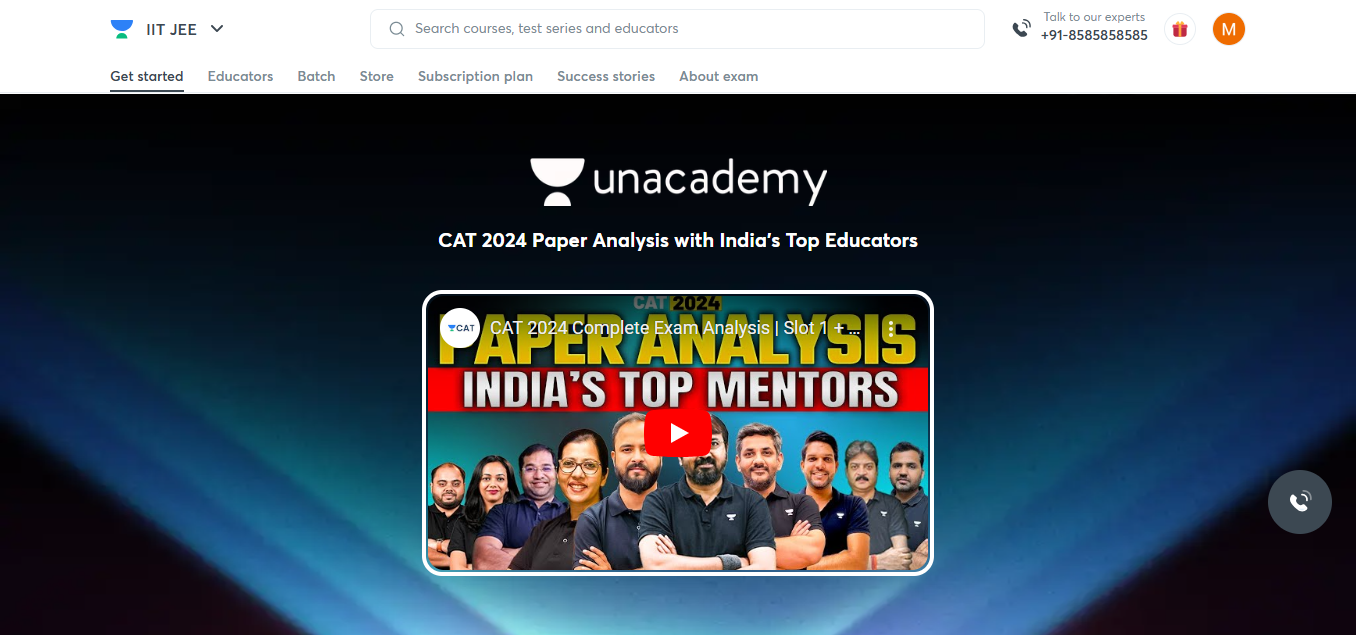 IIT JEE
Search courses, test series and educators
Talk to our experts
+91-8585858585
M
Get started
Educators
Batch
Store
Subscription plan
Success stories
About exam
unacademy
CAT 2024 Paper Analysis with India's Top Educators
CAT 2024
CAT
CAT 2024 Complete Exam Analysis | Slot 1 + ...
PAPER ANALYSIS
INDIA'S TOP MENTORS